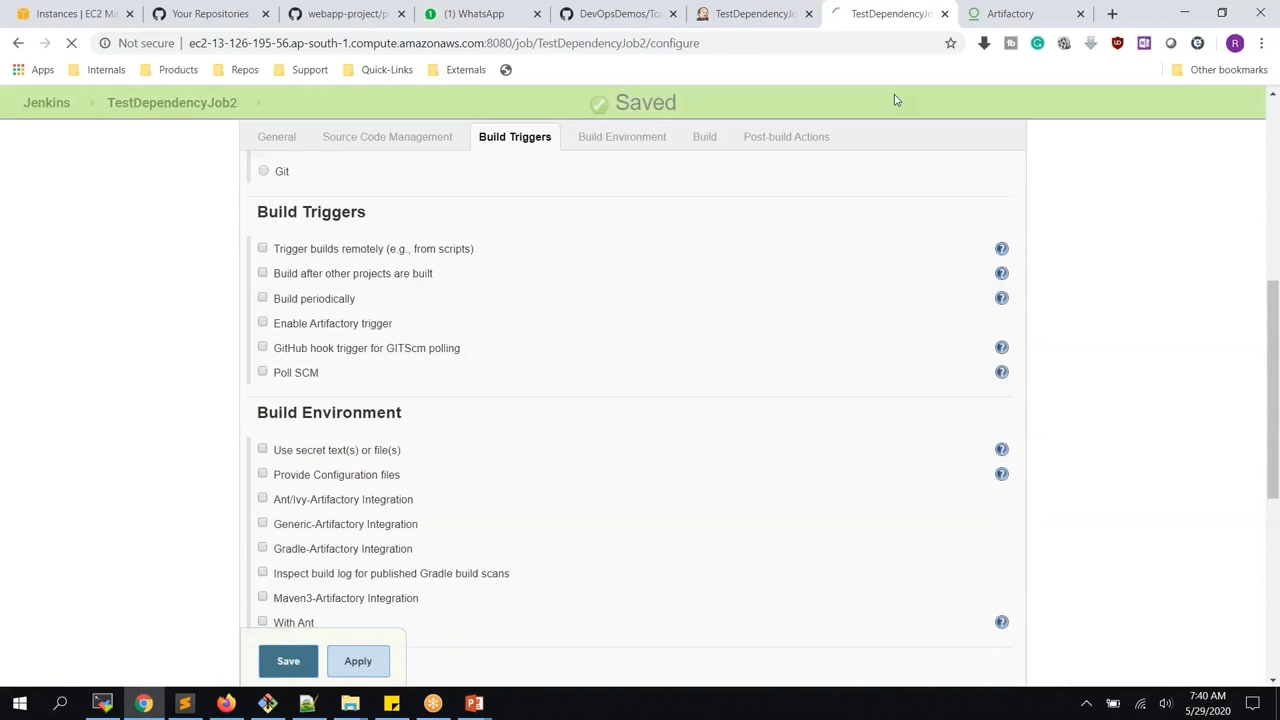 Instances | EC2 Ma
Your Repositories
webapp-project/p
(1) WhatsApp
DevOpsDemos/To
TestDependencyJo
TestDependencyJo
Artifactory
Not secure
ec2-13-126-195-56.ap-south-1.compute.amazonaws.com:8080/job/TestDependencyJob2/configure
R
Apps
Internals
Products
Repos
Support
Quick-Links
Externals
Other bookmarks
Jenkins
TestDependencyJob2
Saved
General
Source Code Management
Build Triggers
Build Environment
Build
Post-build Actions
Git
Build Triggers
Trigger builds remotely (e.g., from scripts)
Build after other projects are built
Build periodically
Enable Artifactory trigger
GitHub hook trigger for GITScm polling
Poll SCM
Build Environment
Use secret text(s) or file(s)
Provide Configuration files
Ant/Ivy-Artifactory Integration
Generic-Artifactory Integration
Gradle-Artifactory Integration
Inspect build log for published Gradle build scans
Maven3-Artifactory Integration
With Ant
Save
Apply
7:40 AM
5/29/2020